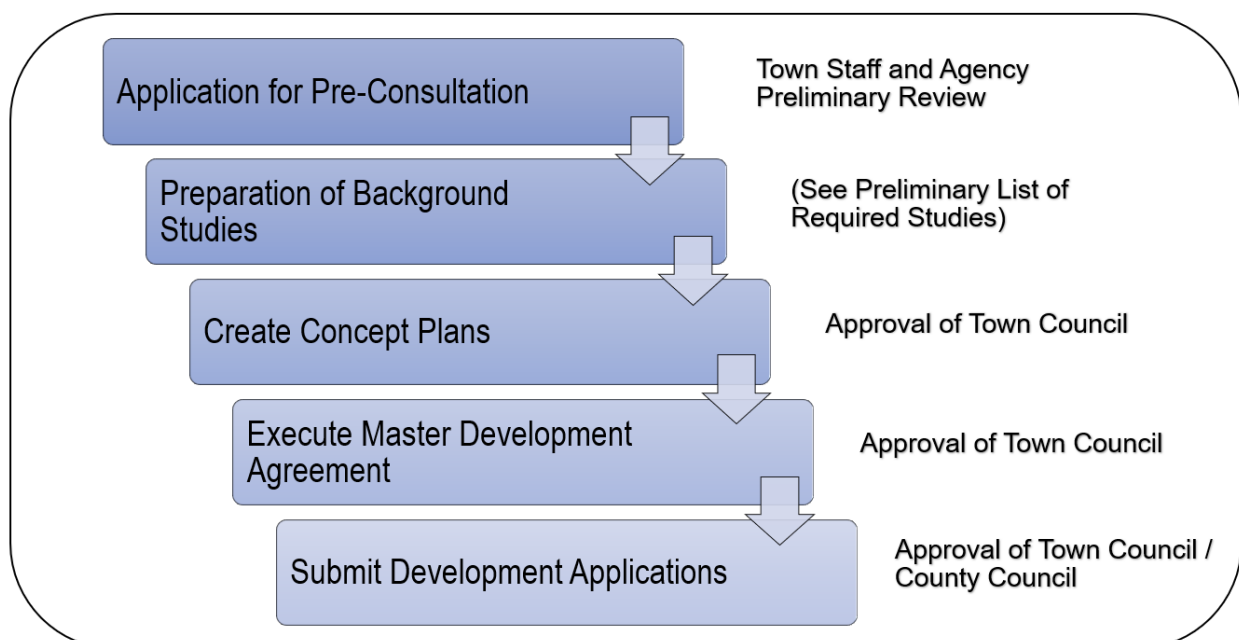 Application for Pre-Consultation
Town Staff and Agency
Preliminary Review
Preparation of Background
Studies
(See Preliminary List of
Required Studies)
Create Concept Plans
Approval of Town Council
Execute Master Development
Agreement
Approval of Town Council
Submit Development Applications
Approval of Town Council /
County Council